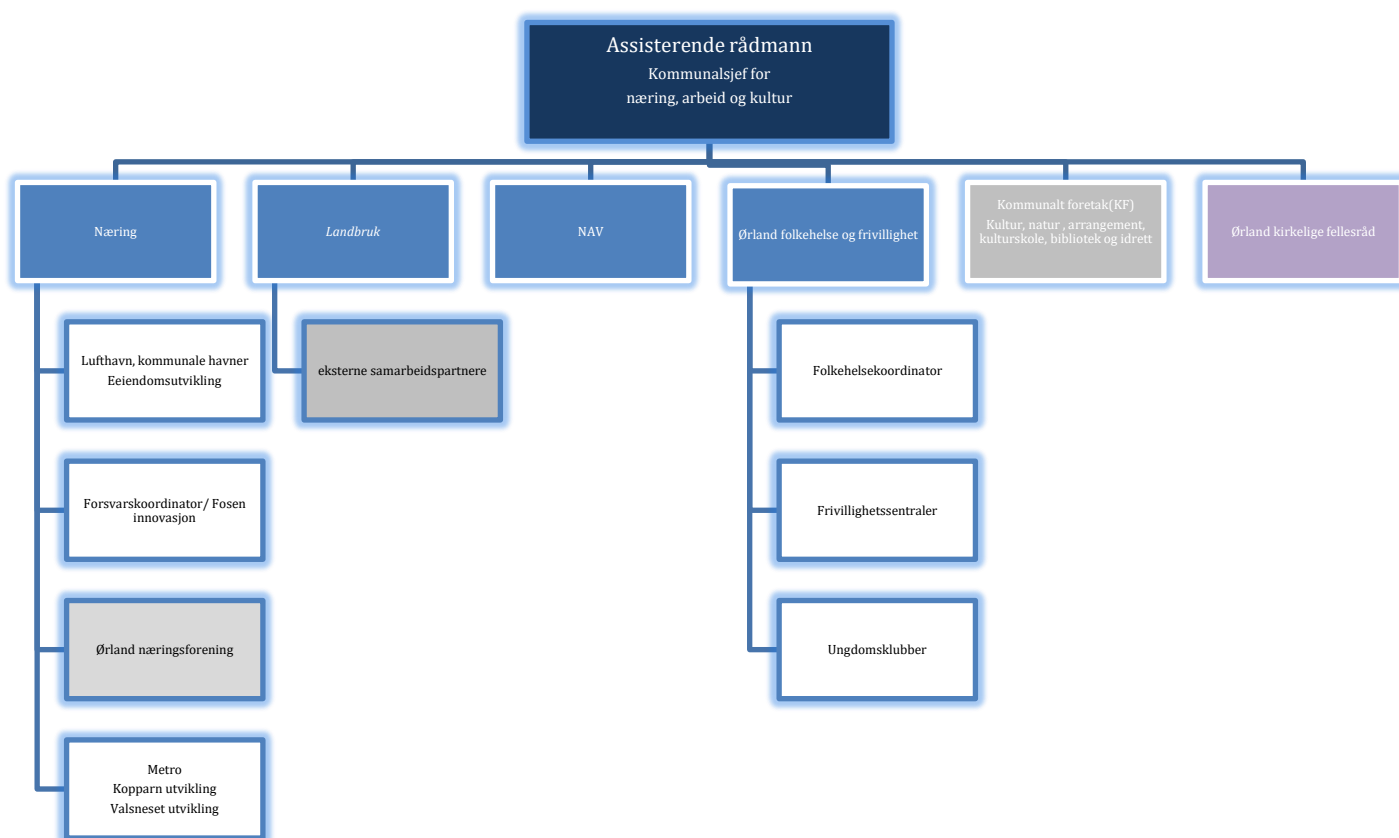 Assisterende rådmann
Kommunalsjef for
næring, arbeid og kultur
Næring
Landbruk
NAV
Ørland folkehelse og frivillighet
Kommunalt foretak(KF)
Kultur, natur , arrangement,
kulturskole, bibliotek og idrett
Ørland kirkelige fellesråd
Lufthavn, kommunale havner
Eeiendomsutvikling
eksterne samarbeidspartnere
Folkehelsekoordinator
Forsvarskoordinator/ Fosen
innovasjon
Frivillighetssentraler
Ørland næringsforening
Ungdomsklubber
Metro
Kopparn utvikling
Valsneset utvikling